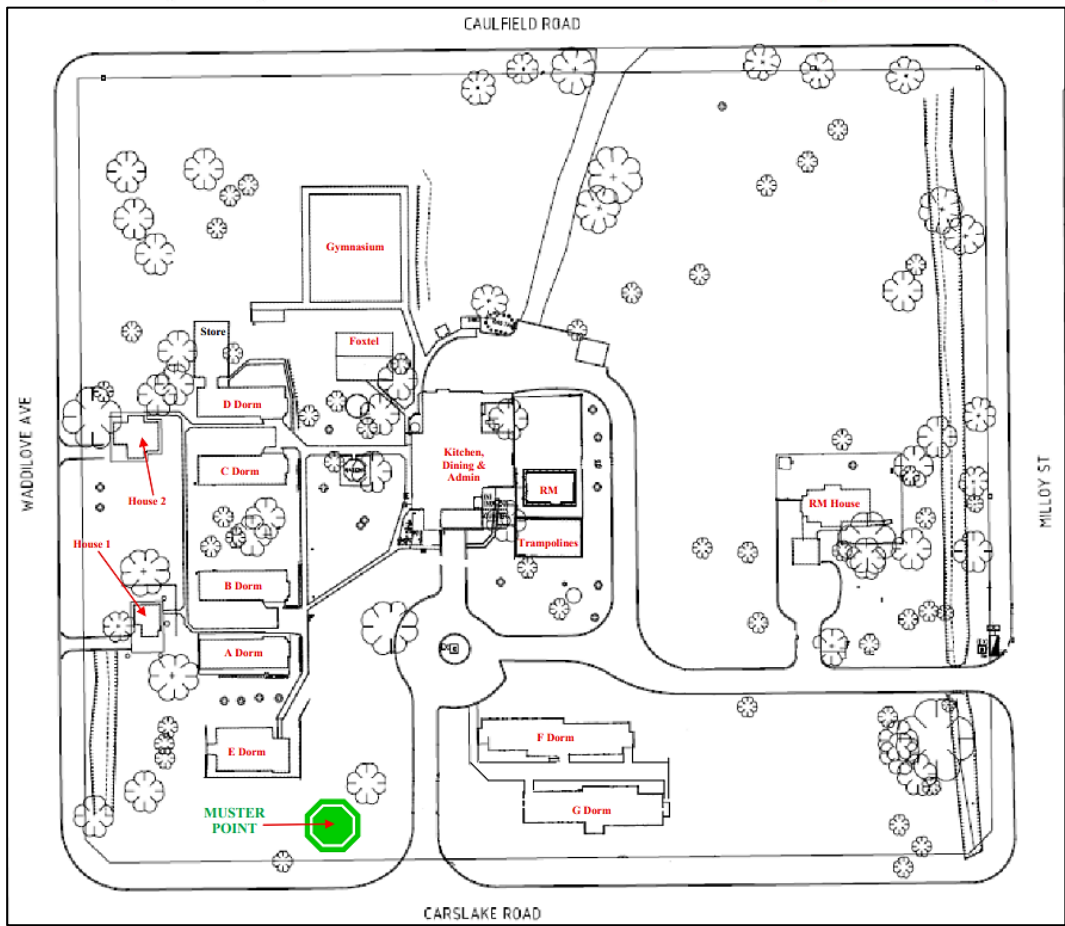 CAULFIELD ROAD
Gymnasium
Store
Foxtel
D Dorm
WADDILOVE AVE
Kitchen,
Dining &
Admin
C Dorm
RM
House 2
RM House
MILLOY ST
House 1
Trampolines
B Dorm
A Dorm
F Dorm
E Dorm
G Dorm
MUSTER
POINT
CARSLAKE ROAD